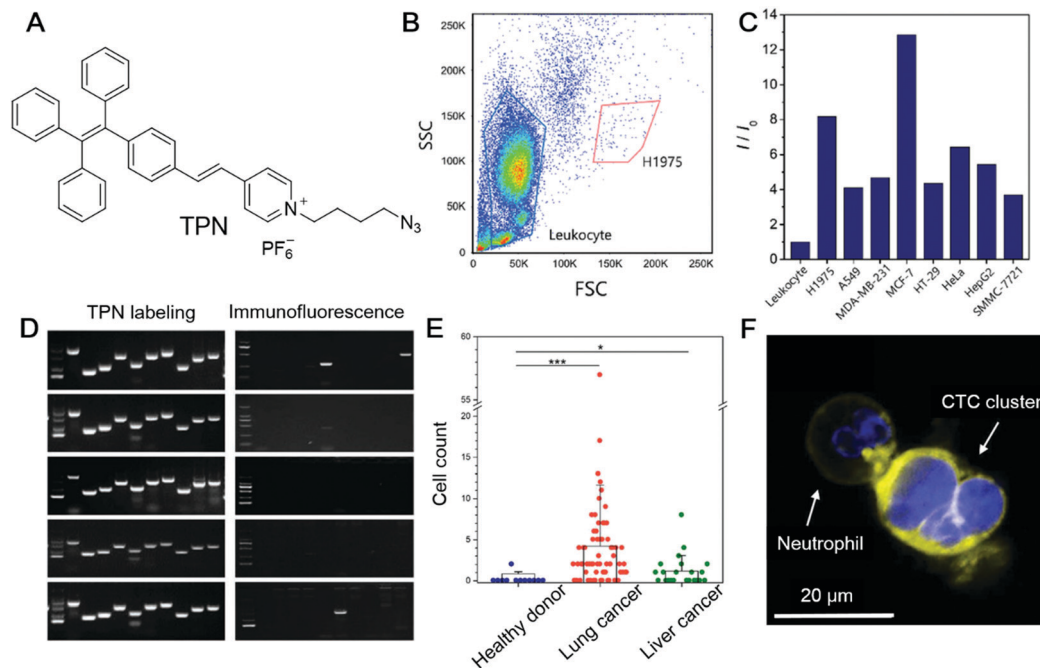 A
N+
N3
TPN
PF6−
B
SSC
250K
200K
150K
100K
50K
0
H1975
Leukocyte
0
50K
100K
150K
200K
250K
FSC
C
I / I0
14
12
10
8
6
4
2
0
Leukocyte
H1975
A549
MDA-MB-231
MCF-7
HT-29
HeLa
HepG2
SMMC-7721
D
TPN labeling
Immunofluorescence
E
Cell count
60
55
20
15
10
5
0
*
***
Healthy donor
Lung cancer
Liver cancer
F
CTC cluster
Neutrophil
20 µm